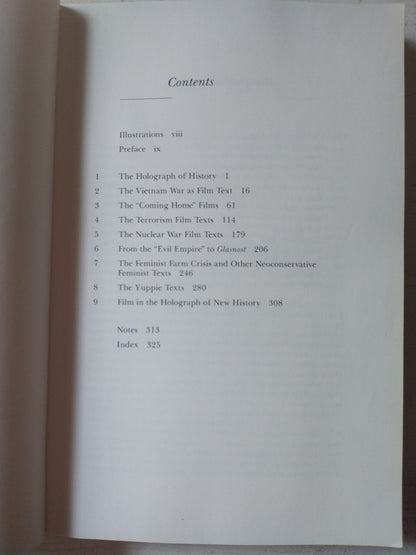 Contents
Illustrations viii
Preface ix
1 The Holograph of History 1
2 The Vietnam War as Film Text 16
3 The "Coming Home" Films 61
4 The Terrorism Film Texts 114
5 The Nuclear War Film Texts 179
6 From the "Evil Empire" to Glasnost 206
7 The Feminist Farm Crisis and Other Neoconservative
Feminist Texts 246
8 The Yuppie Texts 280
9 Film in the Holograph of New History 308
Notes 313
Index 325